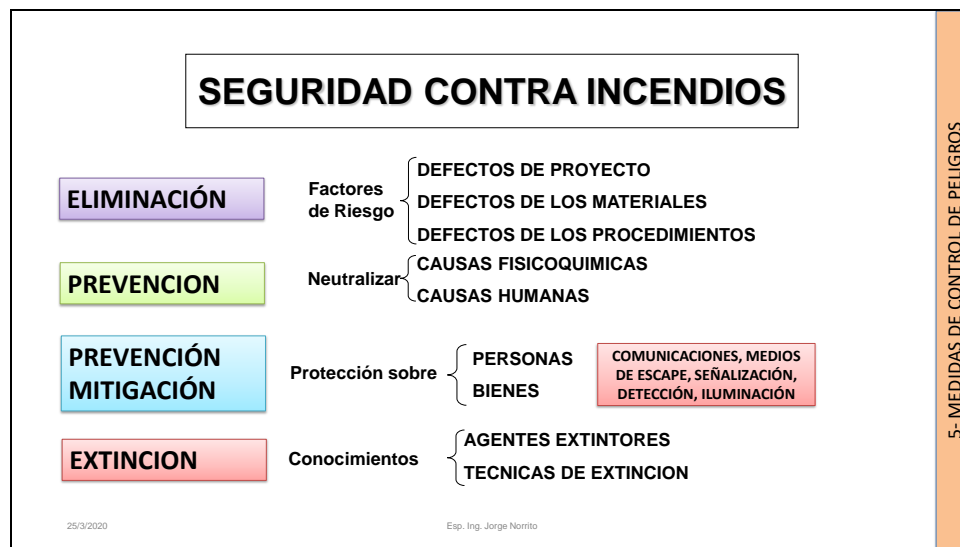 SEGURIDAD CONTRA INCENDIOS
ELIMINACIÓN
Factores
de Riesgo
DEFECTOS DE PROYECTO
DEFECTOS DE LOS MATERIALES
DEFECTOS DE LOS PROCEDIMIENTOS
PREVENCION
Neutralizar
CAUSAS FISICOQUIMICAS
CAUSAS HUMANAS
PREVENCIÓN
MITIGACIÓN
Protección sobre
PERSONAS
BIENES
COMUNICACIONES, MEDIOS
DE ESCAPE, SEÑALIZACIÓN,
DETECCIÓN, ILUMINACIÓN
EXTINCION
Conocimientos
AGENTES EXTINTORES
TECNICAS DE EXTINCION
25/3/2020
Esp. Ing. Jorge Norrito
5- MEDIDAS DE CONTROL DE PELIGROS